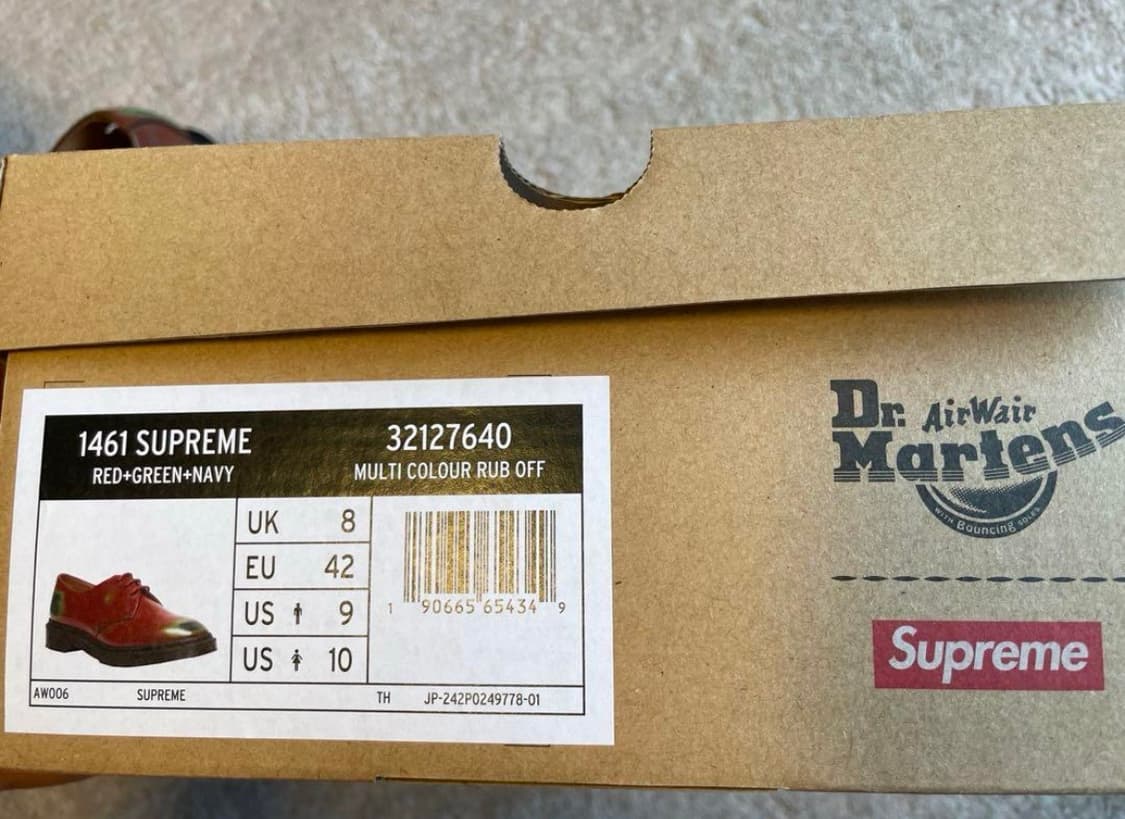 1461 SUPREME
RED+GREEN+NAVY
32127640
MULTI COLOUR RUB OFF
UK 8
EU 42
US 9
US 10
1 90665 65434 9
AW006 SUPREME TH JP-242P0249778-01
Dr. AirWair
Martens
WITH Bouncing SOLES
Supreme